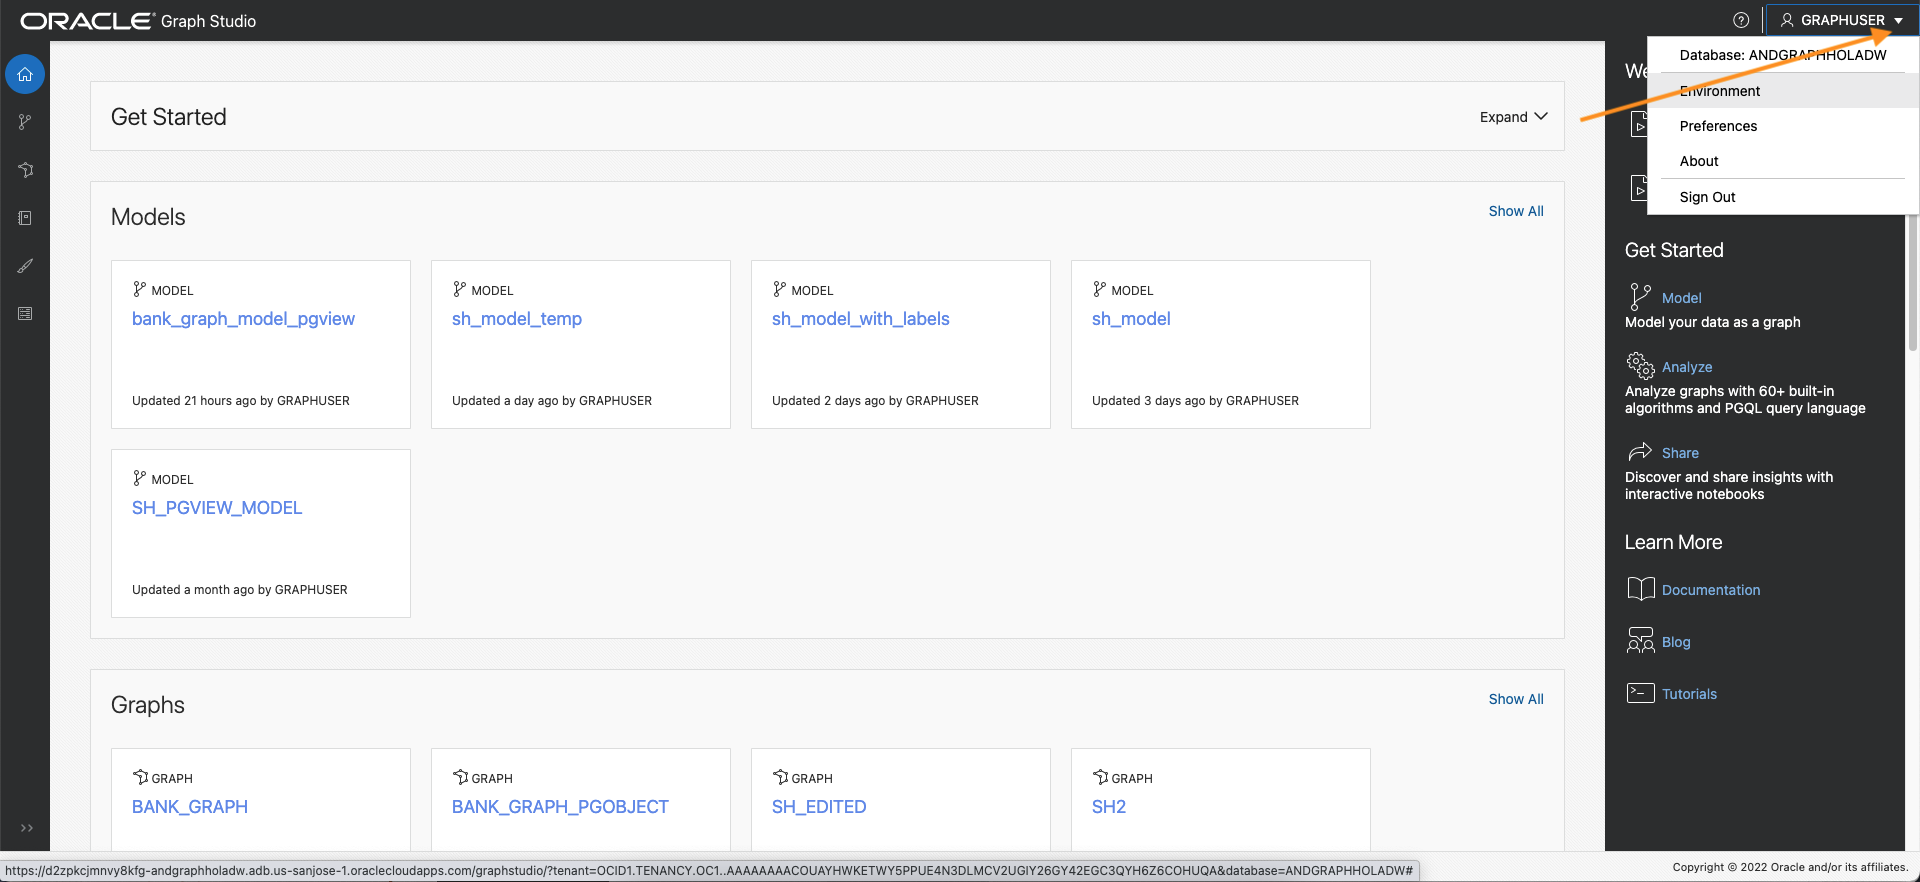 ORACLE Graph Studio
GRAPHUSER
Database: ANDGRAPHHOLADW
Environment
Preferences
About
Sign Out
Get Started
Expand
Models
Show All
MODEL
bank_graph_model_pgview
Updated 21 hours ago by GRAPHUSER
MODEL
sh_model_temp
Updated a day ago by GRAPHUSER
MODEL
sh_model_with_labels
Updated 2 days ago by GRAPHUSER
MODEL
sh_model
Updated 3 days ago by GRAPHUSER
MODEL
SH_PGVIEW_MODEL
Updated a month ago by GRAPHUSER
Graphs
Show All
GRAPH
BANK_GRAPH
GRAPH
BANK_GRAPH_PGOBJECT
GRAPH
SH_EDITED
GRAPH
SH2
Get Started
Model
Model your data as a graph
Analyze
Analyze graphs with 60+ built-in
algorithms and PGQL query language
Share
Discover and share insights with
interactive notebooks
Learn More
Documentation
Blog
Tutorials
https://d2zpkcjmnvy8kfg-andgraphholadw.adb.us-sanjose-1.oraclecloudapps.com/graphstudio/?tenant=OCID1.TENANCY.OC1..AAAAAAAACOUAYHWKETWY5PPUE4N3DLMCV2UGIY26GY42EGC3QYH6Z6COHUQA&database=ANDGRAPHHOLADW#
Copyright © 2022 Oracle and/or its affiliates.